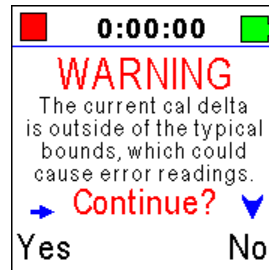 0:00:00
WARNING
The current cal delta
is outside of the typical
bounds, which could
cause error readings.
Continue?
Yes No